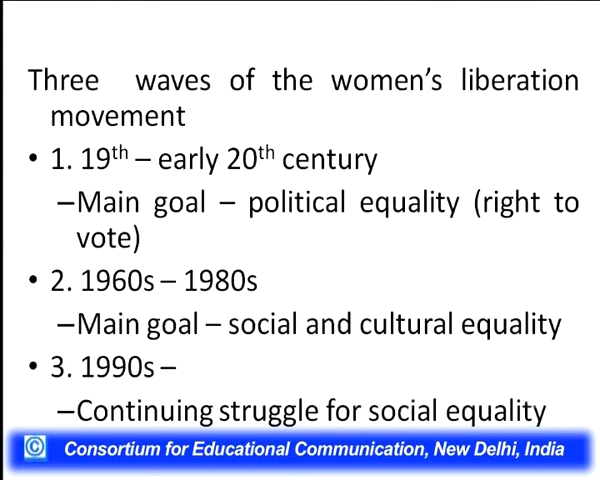 Three waves of the women's liberation
movement
• 1. 19th – early 20th century
–Main goal – political equality (right to
vote)
• 2. 1960s – 1980s
–Main goal – social and cultural equality
• 3. 1990s –
–Continuing struggle for social equality
© Consortium for Educational Communication, New Delhi, India